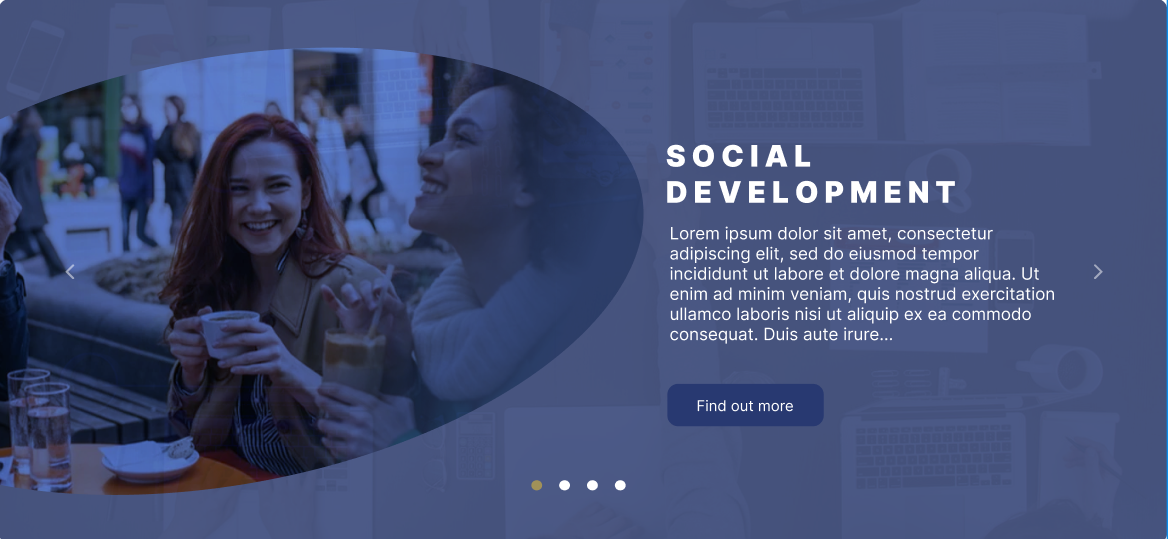 SOCIAL
DEVELOPMENT
Lorem ipsum dolor sit amet, consectetur
adipiscing elit, sed do eiusmod tempor
incididunt ut labore et dolore magna aliqua. Ut
enim ad minim veniam, quis nostrud exercitation
ullamco laboris nisi ut aliquip ex ea commodo
consequat. Duis aute irure...
Find out more